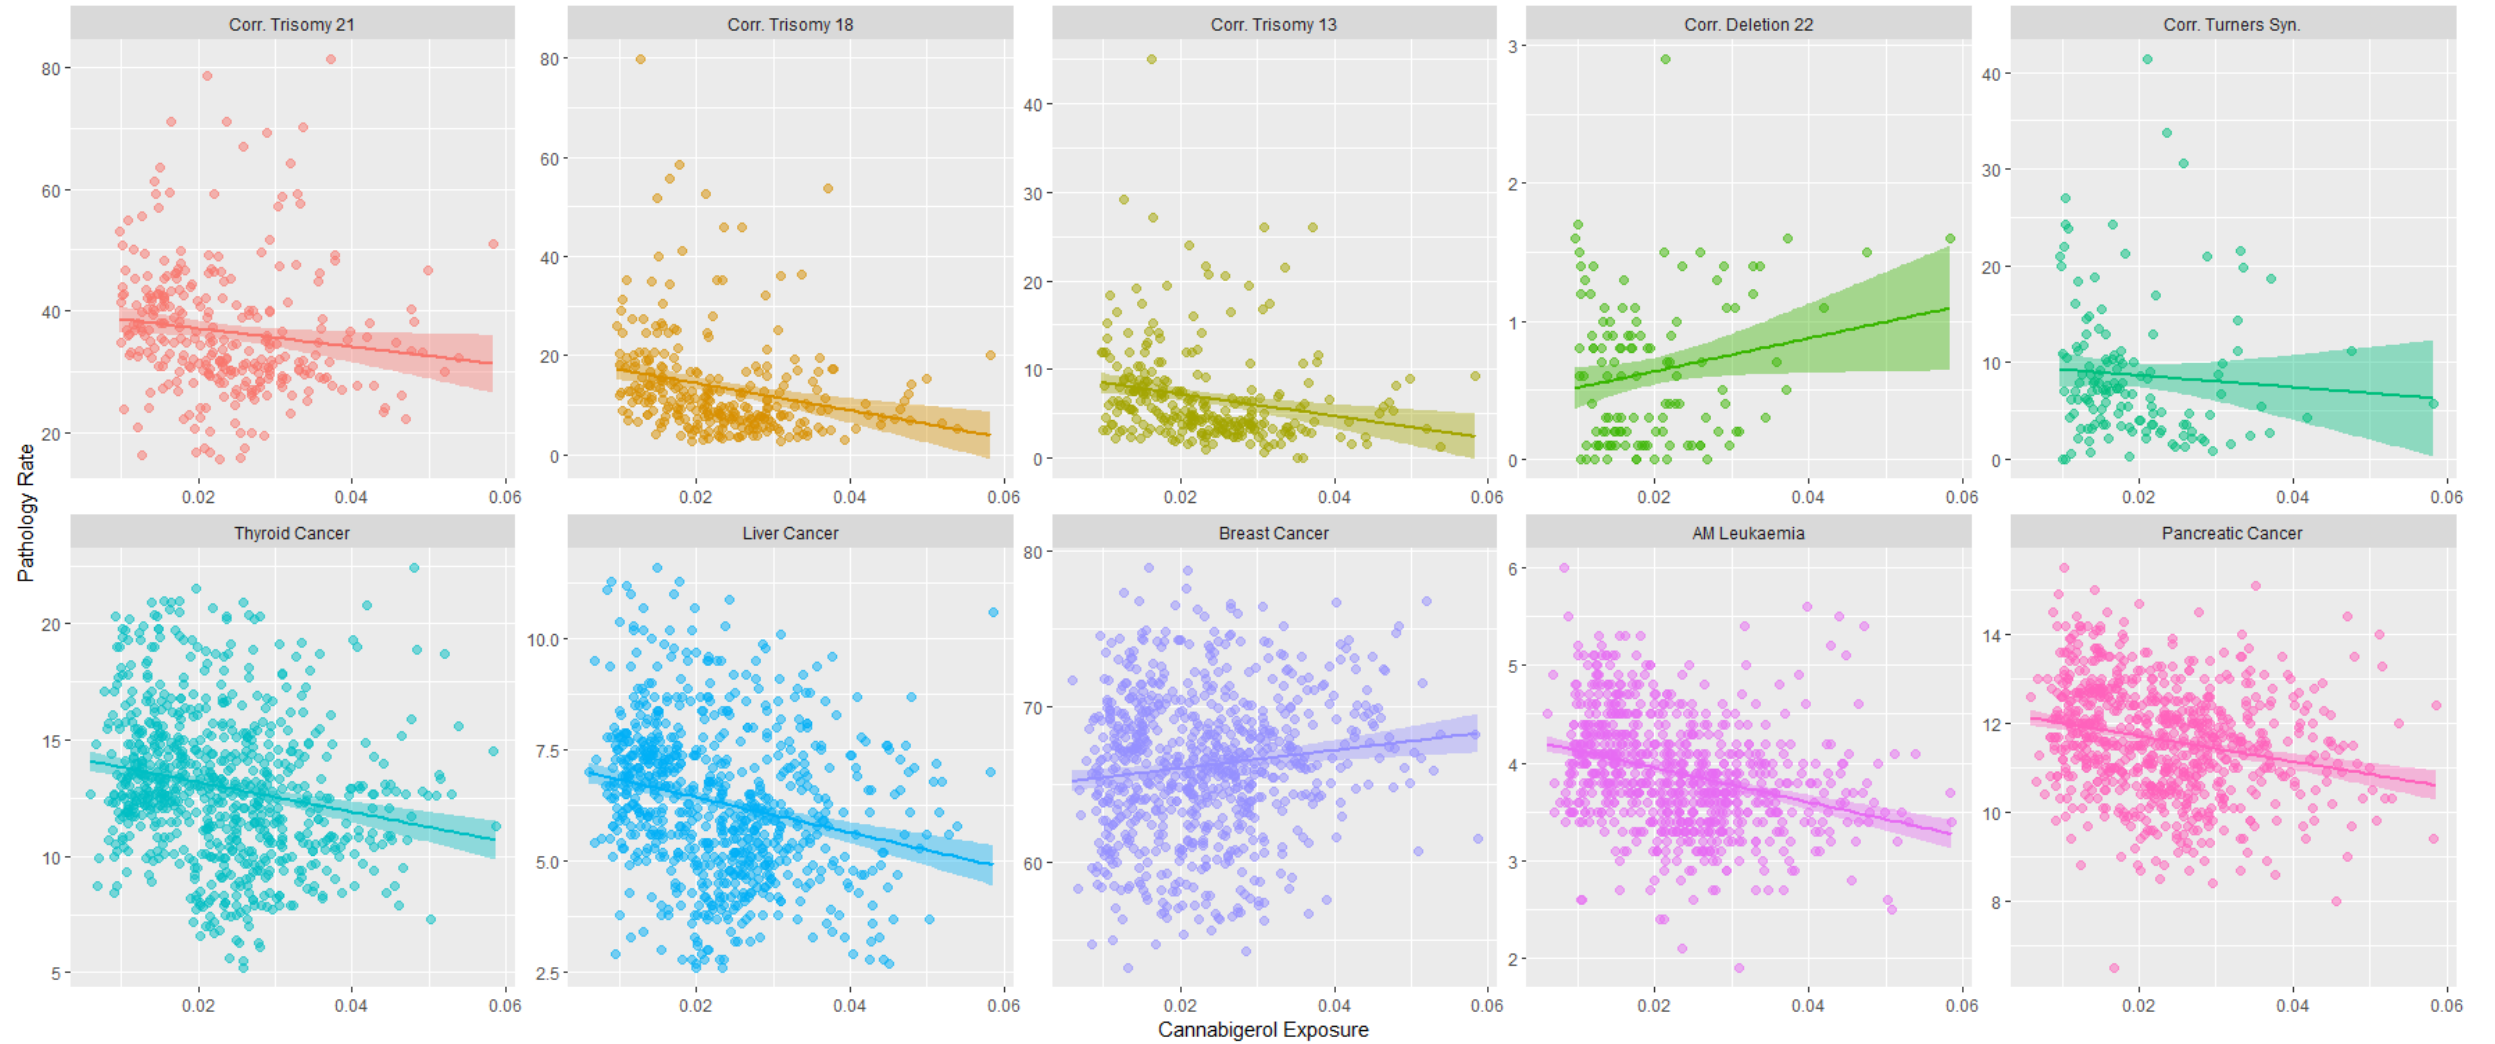 Corr. Trisomy 21 Corr. Trisomy 18 Corr. Trisomy 13 Corr. Deletion 22 Corr. Turners Syn.
80 80 40 3 40
60 60 30 2 30
40 40 20 1 20
20 20 10 0 10
0 0 0
0.02 0.04 0.06 0.02 0.04 0.06 0.02 0.04 0.06 0.02 0.04 0.06 0.02 0.04 0.06
Pathology Rate
Thyroid Cancer Liver Cancer Breast Cancer AM Leukaemia Pancreatic Cancer
20 10.0 80 6 14
15 7.5 70 5 12
10 5.0 60 4 10
5 2.5 3 8
2
0.02 0.04 0.06 0.02 0.04 0.06 0.02 0.04 0.06 0.02 0.04 0.06 0.02 0.04 0.06
Cannabigerol Exposure